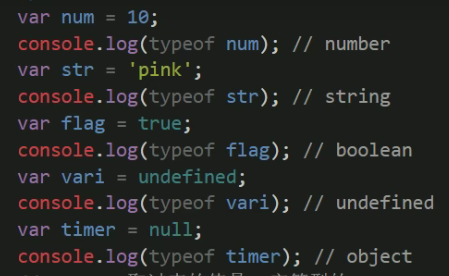 var num = 10;
console.log(typeof num); // number
var str = 'pink';
console.log(typeof str); // string
var flag = true;
console.log(typeof flag); // boolean
var vari = undefined;
console.log(typeof vari); // undefined
var timer = null;
console.log(typeof timer); // object